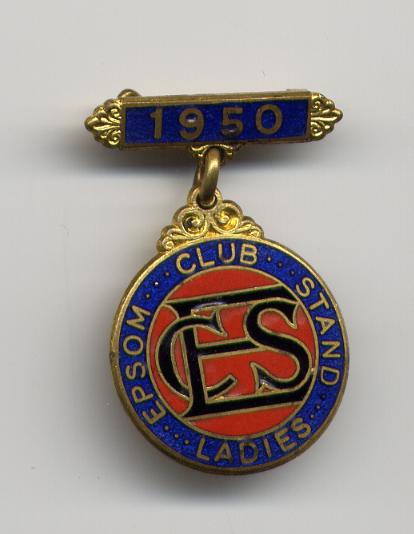 1950
EPSOM CLUB STAND
LADIES
CES